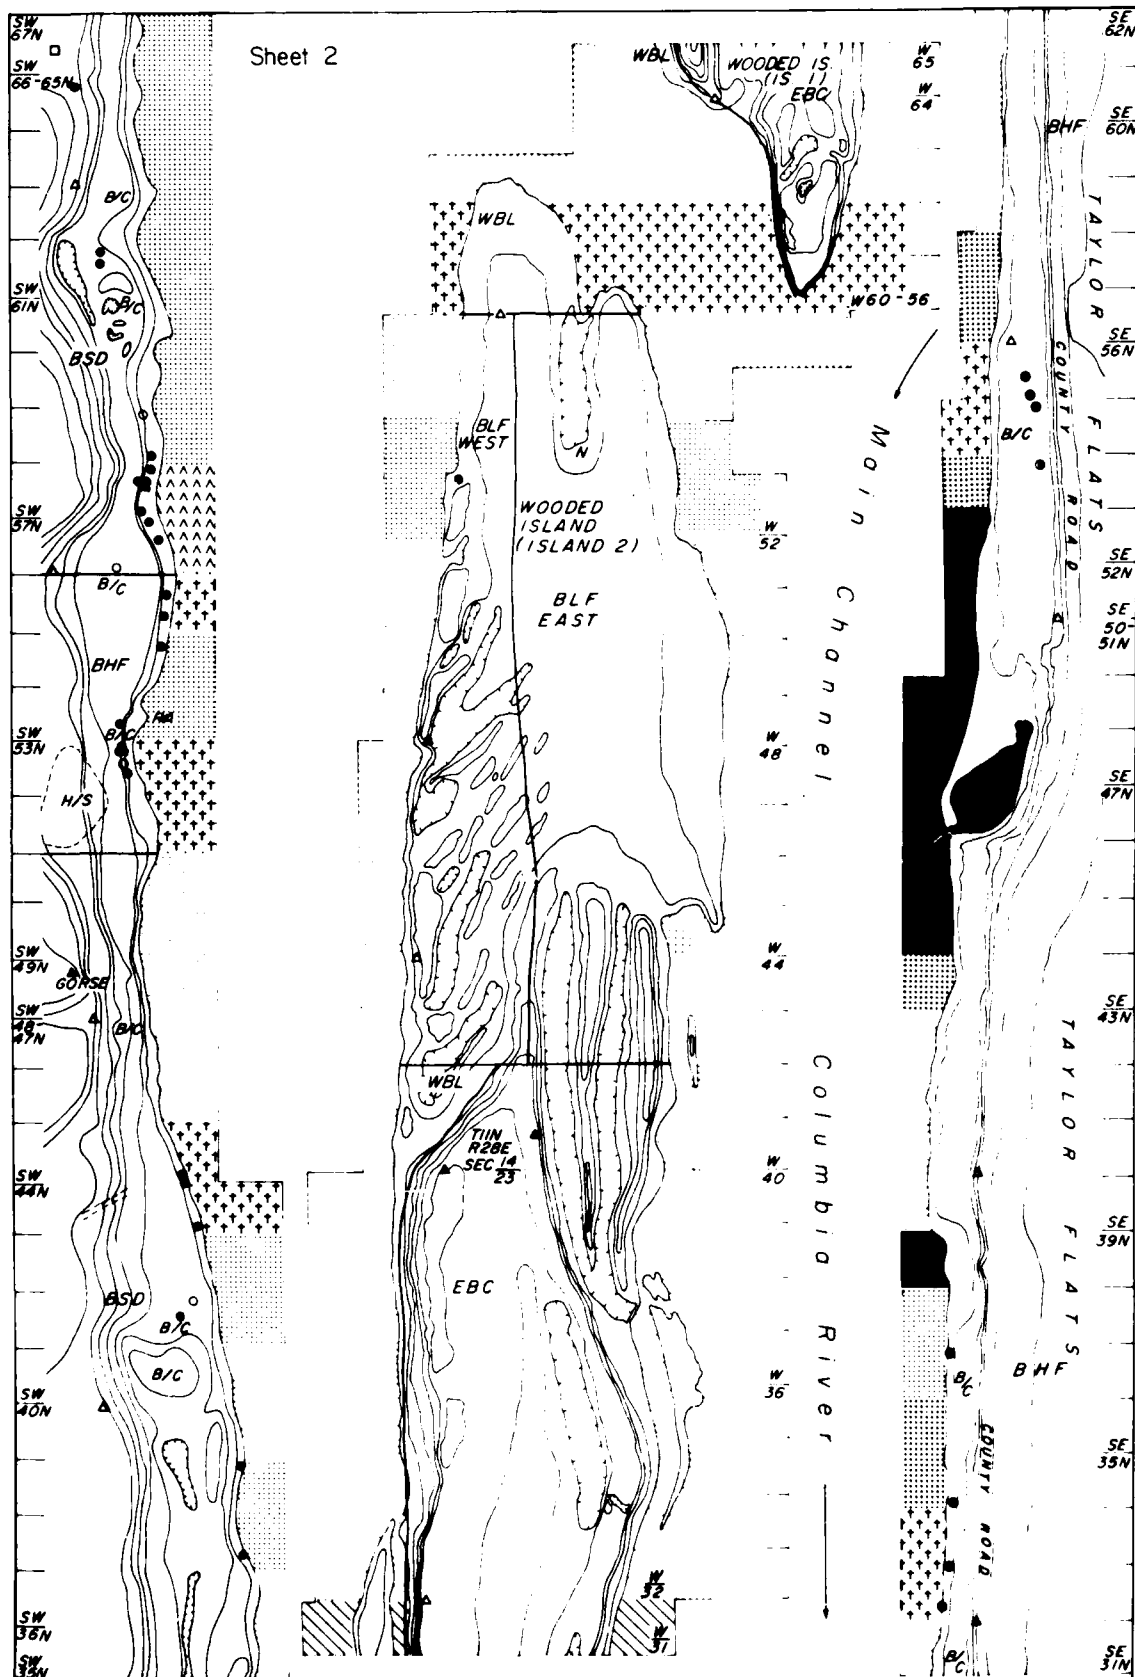 Sheet 2
SW
67N
SW
66-65N
B/C
SW
61N
B/C
BSD
SW
57N
B/C
BHF
SW
53N
B/C
H/S
SW
49N
GORSE
SW
48-
47N
B/C
SW
44N
BSD
B/C
B/C
SW
40N
SW
36N
SW
35N
WBL
WOODED IS.
(IS 1)
EBC
W
65
W
64
WBL
W60-56
BLF
WEST
N
WOODED
ISLAND
(ISLAND 2)
BLF
EAST
W
52
W
48
W
44
WBL
T11N
R28E
SEC 14
23
W
40
EBC
W
36
W
32
W
31
Main Channel
Columbia River
SE
62N
BHF
SE
60N
TAYLOR FLATS
SE
56N
COUNTY ROAD
B/C
SE
52N
SE
50-
51N
SE
47N
SE
43N
TAYLOR FLATS
SE
39N
BHF
B/C
COUNTY ROAD
SE
35N
B/C
SE
31N